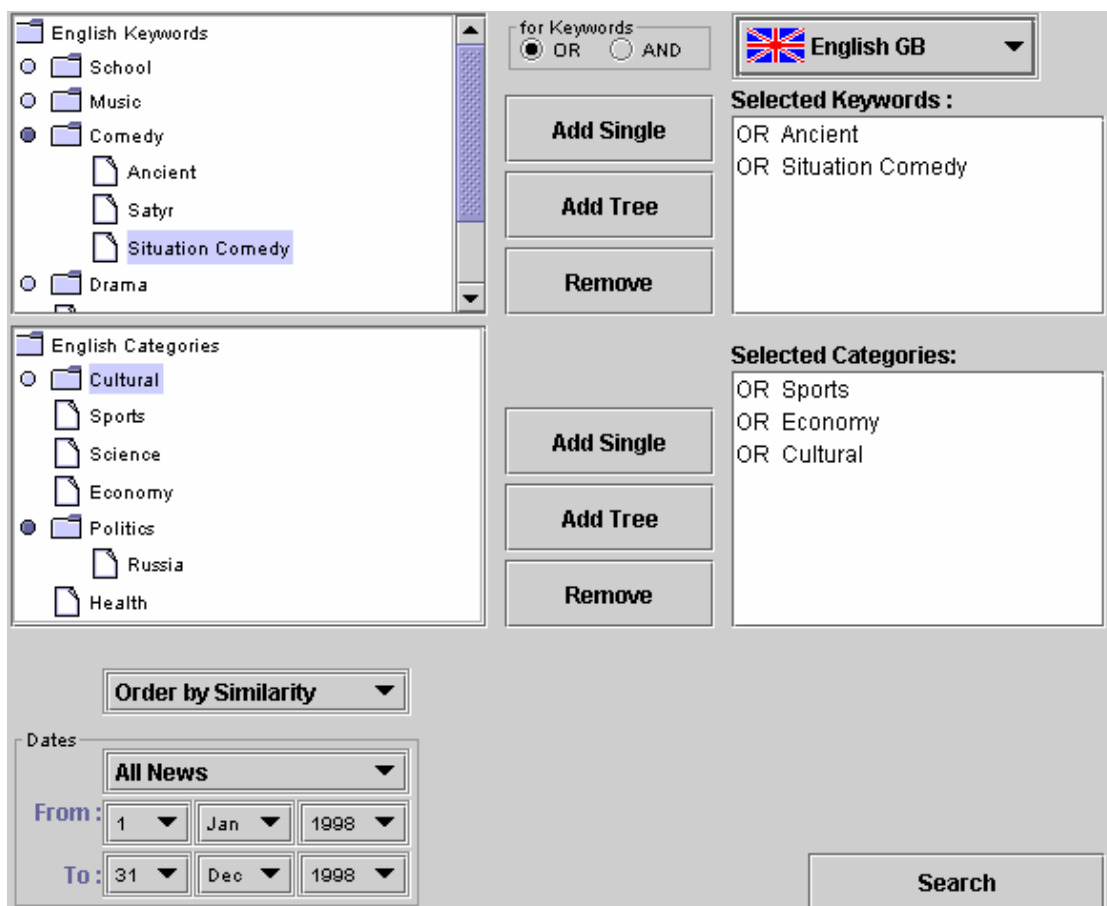 English Keywords
School
Music
Comedy
Ancient
Satyr
Situation Comedy
Drama
for Keywords
OR AND
English GB
Add Single
Add Tree
Remove
Selected Keywords :
OR Ancient
OR Situation Comedy
English Categories
Cultural
Sports
Science
Economy
Politics
Russia
Health
Add Single
Add Tree
Remove
Selected Categories:
OR Sports
OR Economy
OR Cultural
Order by Similarity
Dates
All News
From : 1 Jan 1998
To : 31 Dec 1998
Search